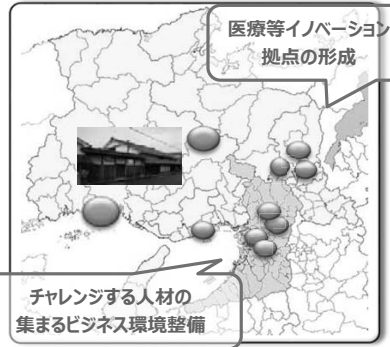 医療等イノベーション
拠点の形成
チャレンジする人材の
集まるビジネス環境整備